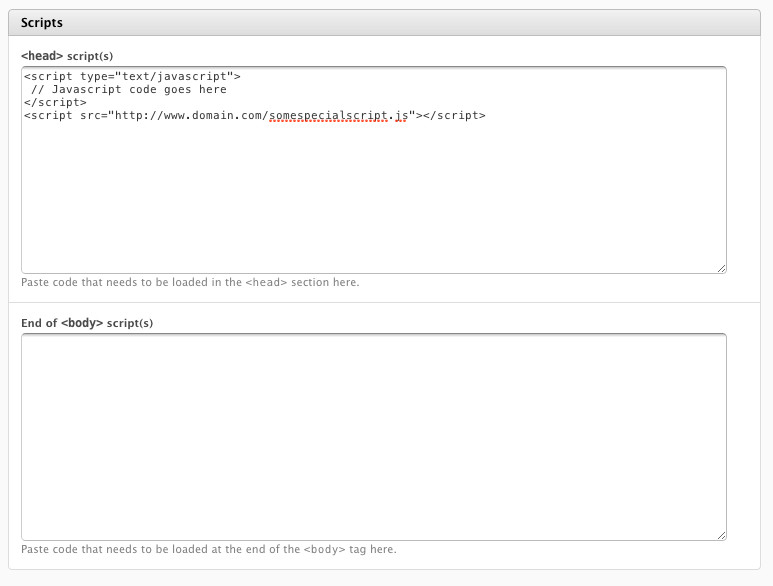 Scripts
<head> script(s)
<script type="text/javascript">
// Javascript code goes here
</script>
<script src="http://www.domain.com/somespecialscript.js"></script>
Paste code that needs to be loaded in the <head> section here.
End of <body> script(s)
Paste code that needs to be loaded at the end of the <body> tag here.